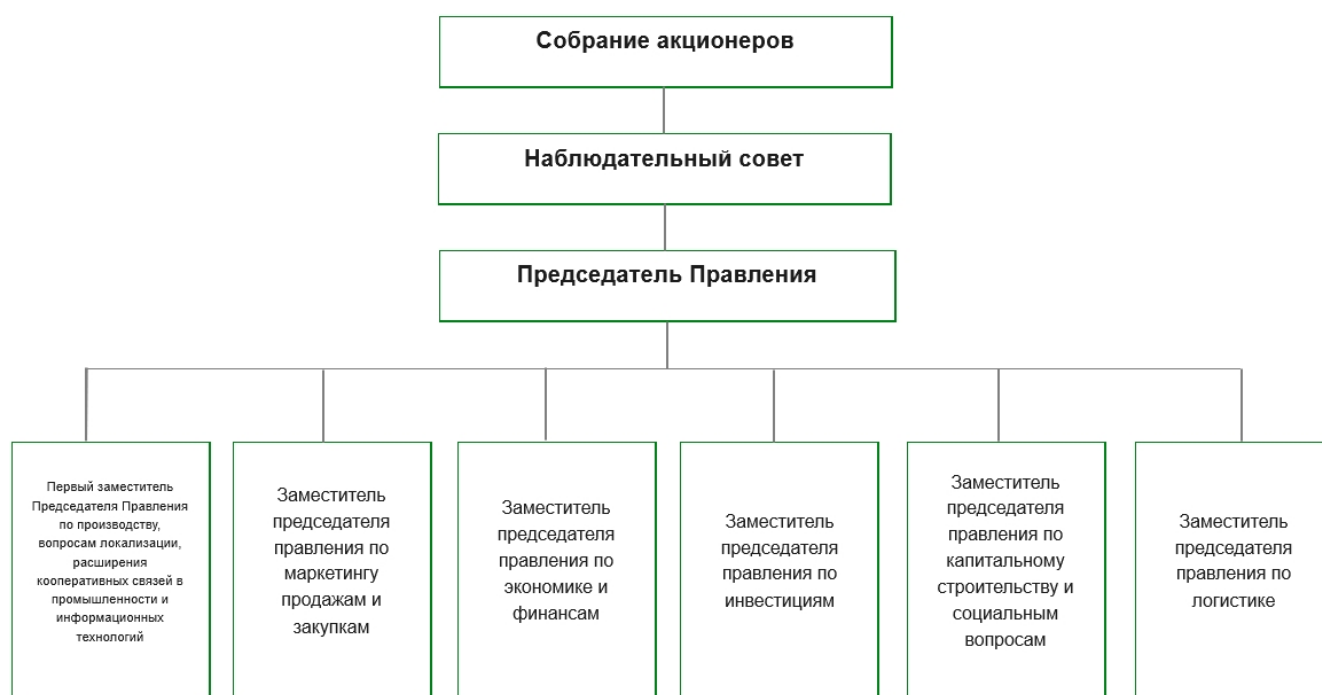 Собрание акционеров
Наблюдательный совет
Председатель Правления
Первый заместитель
Председателя Правления
по производству,
вопросам локализации,
расширения
кооперативных связей в
промышленности и
информационных
технологий
Заместитель
председателя
правления по
маркетингу
продажам и
закупкам
Заместитель
председателя
правления по
экономике и
финансам
Заместитель
председателя
правления по
инвестициям
Заместитель
председателя
правления по
капитальному
строительству и
социальным
вопросам
Заместитель
председателя
правления по
логистике